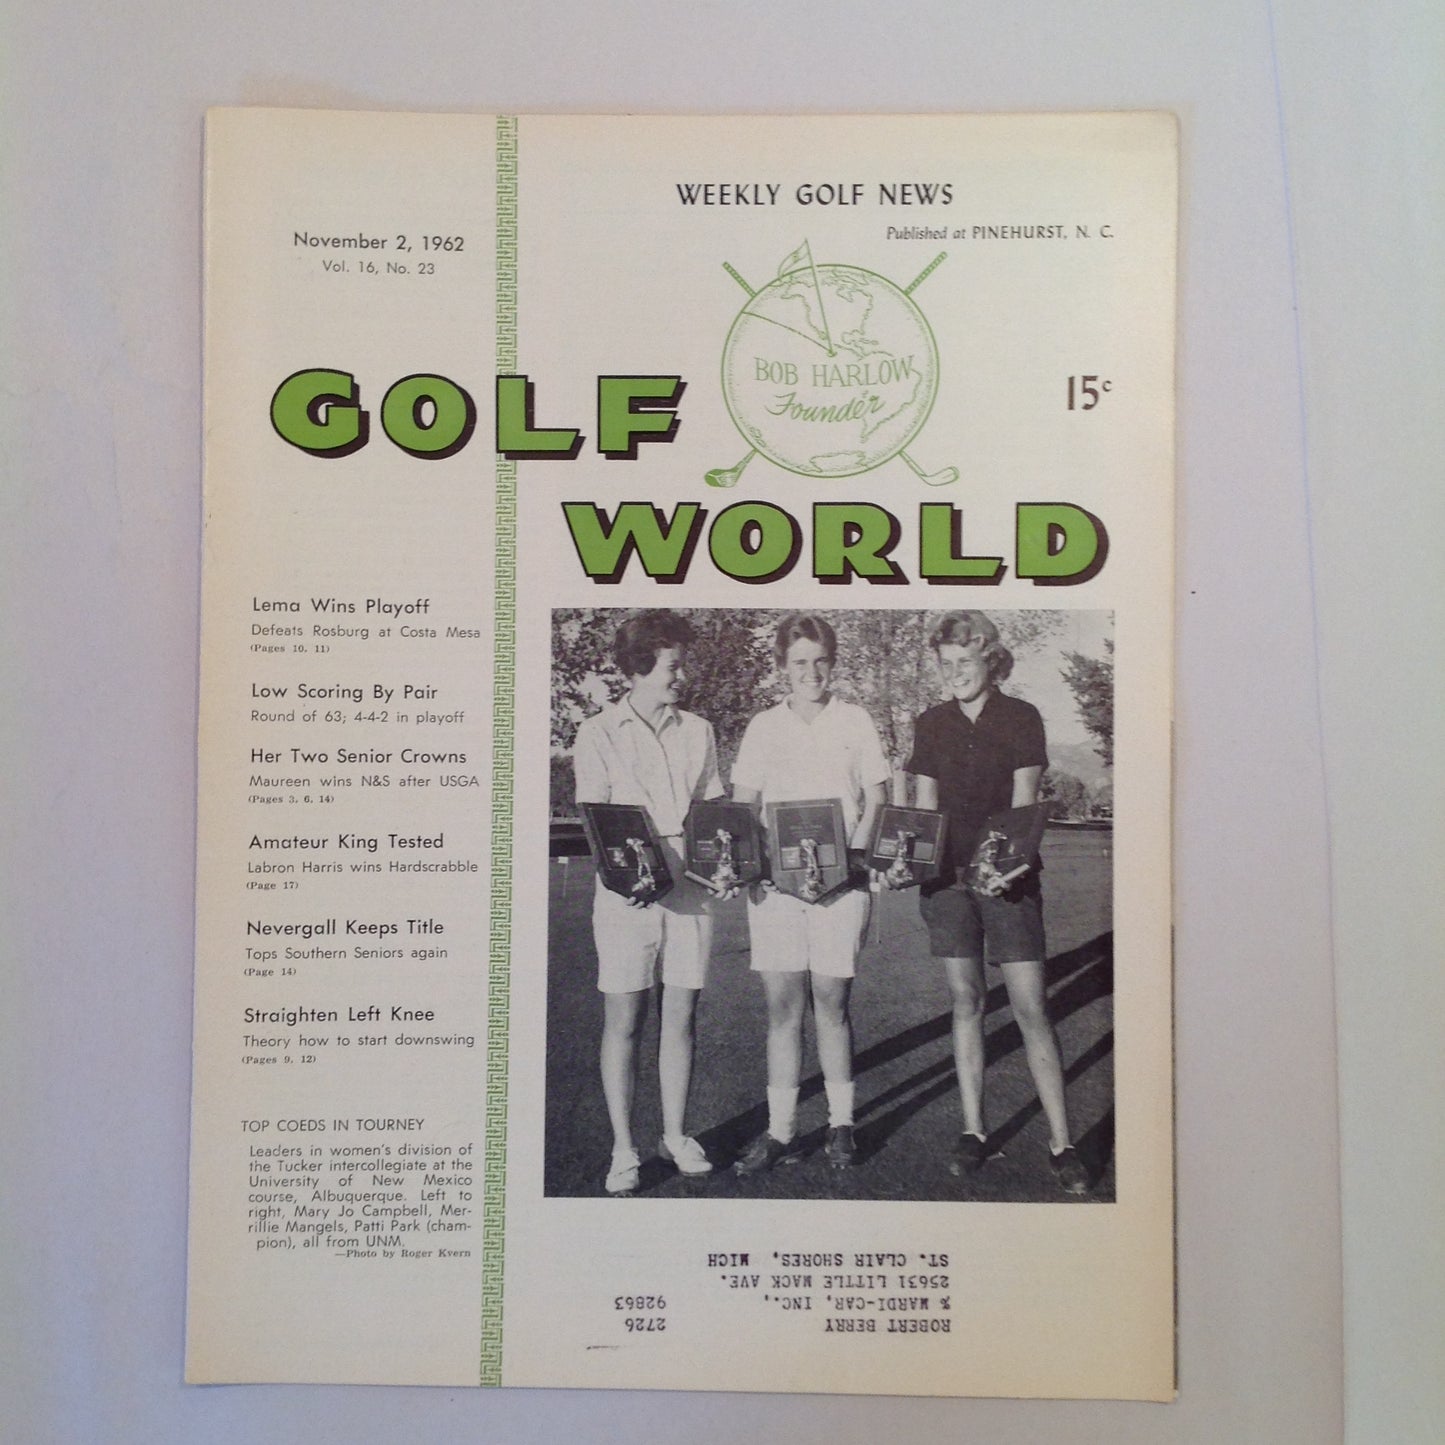 WEEKLY GOLF NEWS
Published at PINEHURST, N. C.
November 2, 1962
Vol. 16, No. 23
BOB HARLOW
Founder
15c
GOLF
WORLD
Lema Wins Playoff
Defeats Rosburg at Costa Mesa
(Pages 10, 11)
Low Scoring By Pair
Round of 63; 4-4-2 in playoff
Her Two Senior Crowns
Maureen wins N&S after USGA
(Pages 3, 6, 14)
Amateur King Tested
Labron Harris wins Hardscrabble
(Page 17)
Nevergall Keeps Title
Tops Southern Seniors again
(Page 14)
Straighten Left Knee
Theory how to start downswing
(Pages 9, 12)
TOP COEDS IN TOURNEY
Leaders in women's division of
the Tucker intercollegiate at the
University of New Mexico
course, Albuquerque. Left to
right, Mary Jo Campbell, Mer-
rillie Mangels, Patti Park (cham-
pion), all from UNM.
—Photo by Roger Kvern
ROBERT BERRY 2726
% MARDI-CAR, INC., 92863
25631 LITTLE MACK AVE.
ST. CLAIR SHORES, MICH